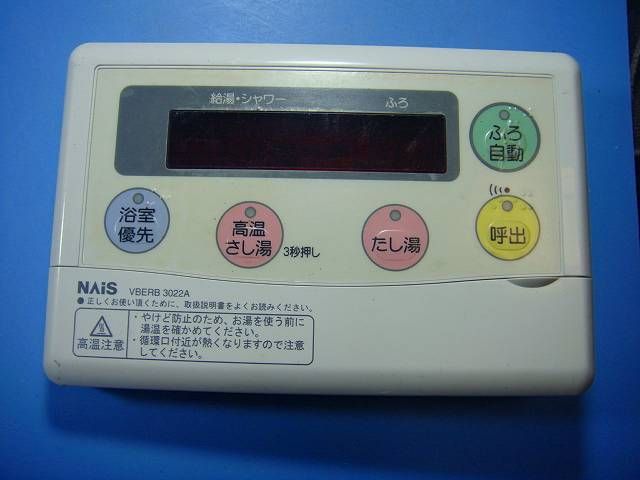 給湯・シャワー ふろ
ふろ
自動
浴室
優先
高温
さし湯
3秒押し
たし湯
呼出
NAiS VBERB 3022A
●正しくお使い頂くために、取扱説明書をよくお読みください。
高温注意
・やけど防止のため、お湯を使う前に
湯温を確かめてください。
・循環口付近が熱くなりますので注意
してください。